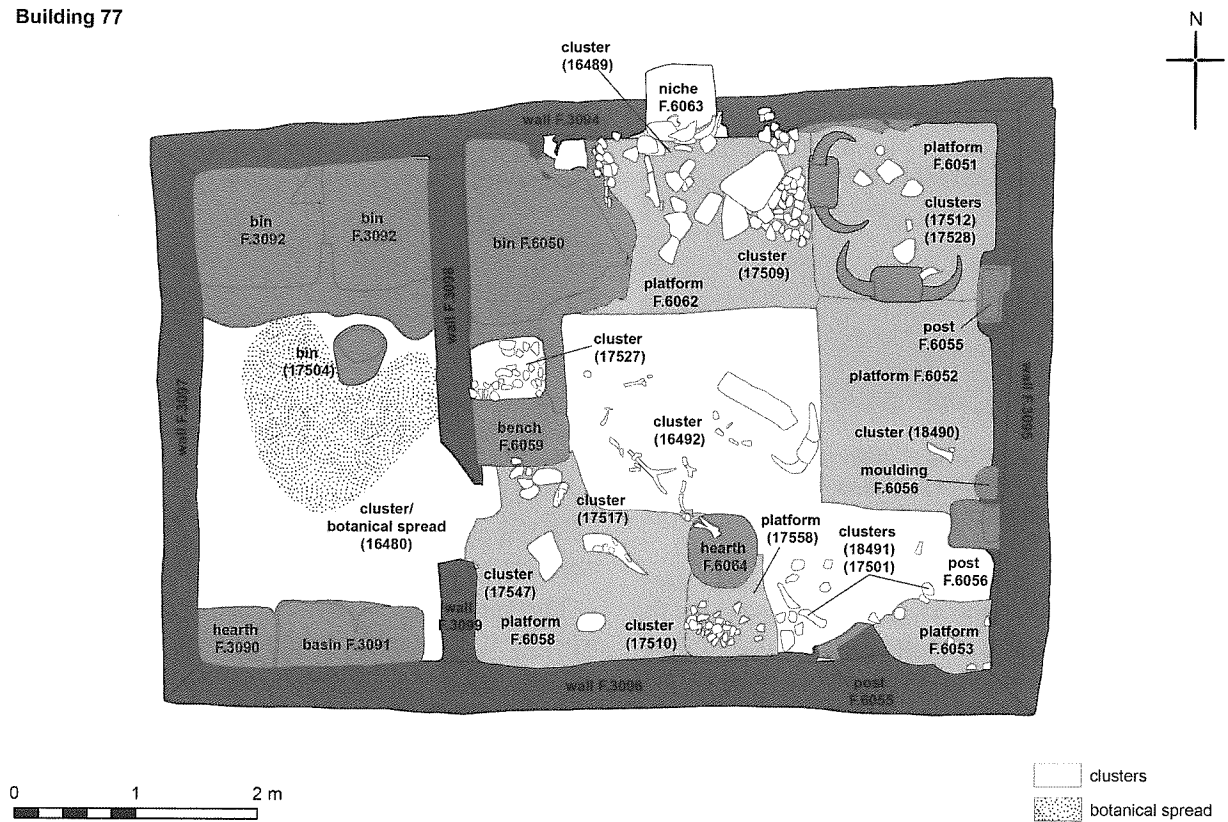 Building 77
N
cluster
(16489)
niche
F.6063
wall F.3094
platform
F.6051
bin
F.3092
bin
F.3092
bin F.6050
clusters
(17512)
(17528)
cluster
(17509)
platform
F.6062
wall F.3098
post
F.6055
cluster
(17527)
bin
(17504)
platform F.6052
wall F.3097
wall F.3095
bench
F.6059
cluster
(16492)
cluster (18490)
moulding
F.6056
cluster/
botanical spread
(16480)
cluster
(17517)
platform
(17558)
clusters
(18491)
(17501)
hearth
F.6064
post
F.6056
cluster
(17547)
wall
F.3099
platform
F.6058
cluster
(17510)
platform
F.6053
hearth
F.3090
basin F.3091
wall F.3096
post
F.6055
0 1 2 m
clusters
botanical spread